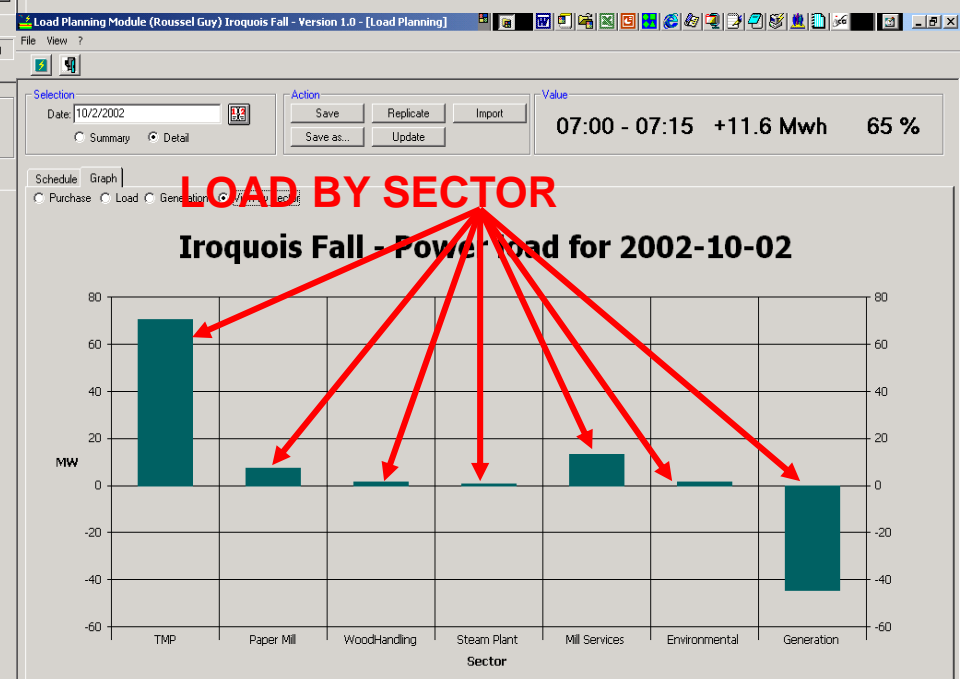 Load Planning Module (Roussel Guy) Iroquois Fall - Version 1.0 - [Load Planning]
File View ?
Selection
Date: 10/2/2002
Summary Detail
Action
Save Replicate Import
Save as... Update
Value
07:00 - 07:15 +11.6 Mwh 65 %
Schedule Graph
Purchase Load Generation View by sector
LOAD BY SECTOR
Iroquois Fall - Power load for 2002-10-02
80 80
60 60
40 40
20 20
MW
0 0
-20 -20
-40 -40
-60 -60
TMP Paper Mill WoodHandling Steam Plant Mill Services Environmental Generation
Sector